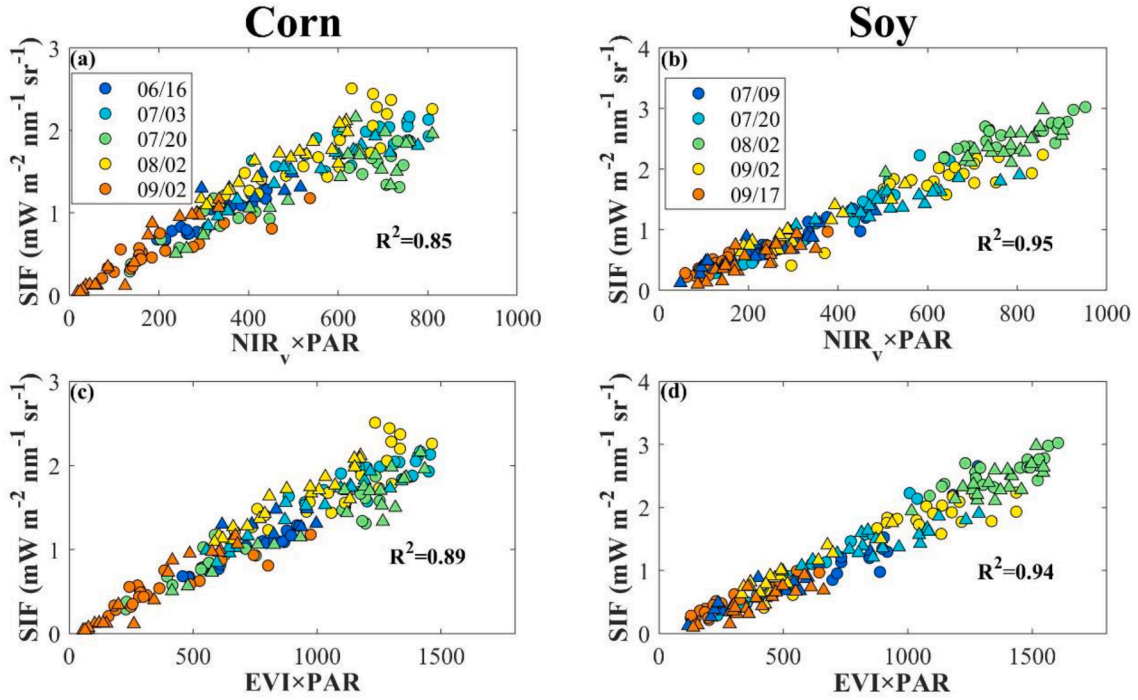 Corn
Soy
(a)
3
2
1
0
SIF (mW m⁻² nm⁻¹ sr⁻¹)
06/16
07/03
07/20
08/02
09/02
R²=0.85
0 200 400 600 800 1000
NIRᵥ×PAR
(b)
4
3
2
1
0
SIF (mW m⁻² nm⁻¹ sr⁻¹)
07/09
07/20
08/02
09/02
09/17
R²=0.95
0 200 400 600 800 1000
NIRᵥ×PAR
(c)
3
2
1
0
SIF (mW m⁻² nm⁻¹ sr⁻¹)
R²=0.89
0 500 1000 1500
EVI×PAR
(d)
4
3
2
1
0
SIF (mW m⁻² nm⁻¹ sr⁻¹)
R²=0.94
0 500 1000 1500
EVI×PAR